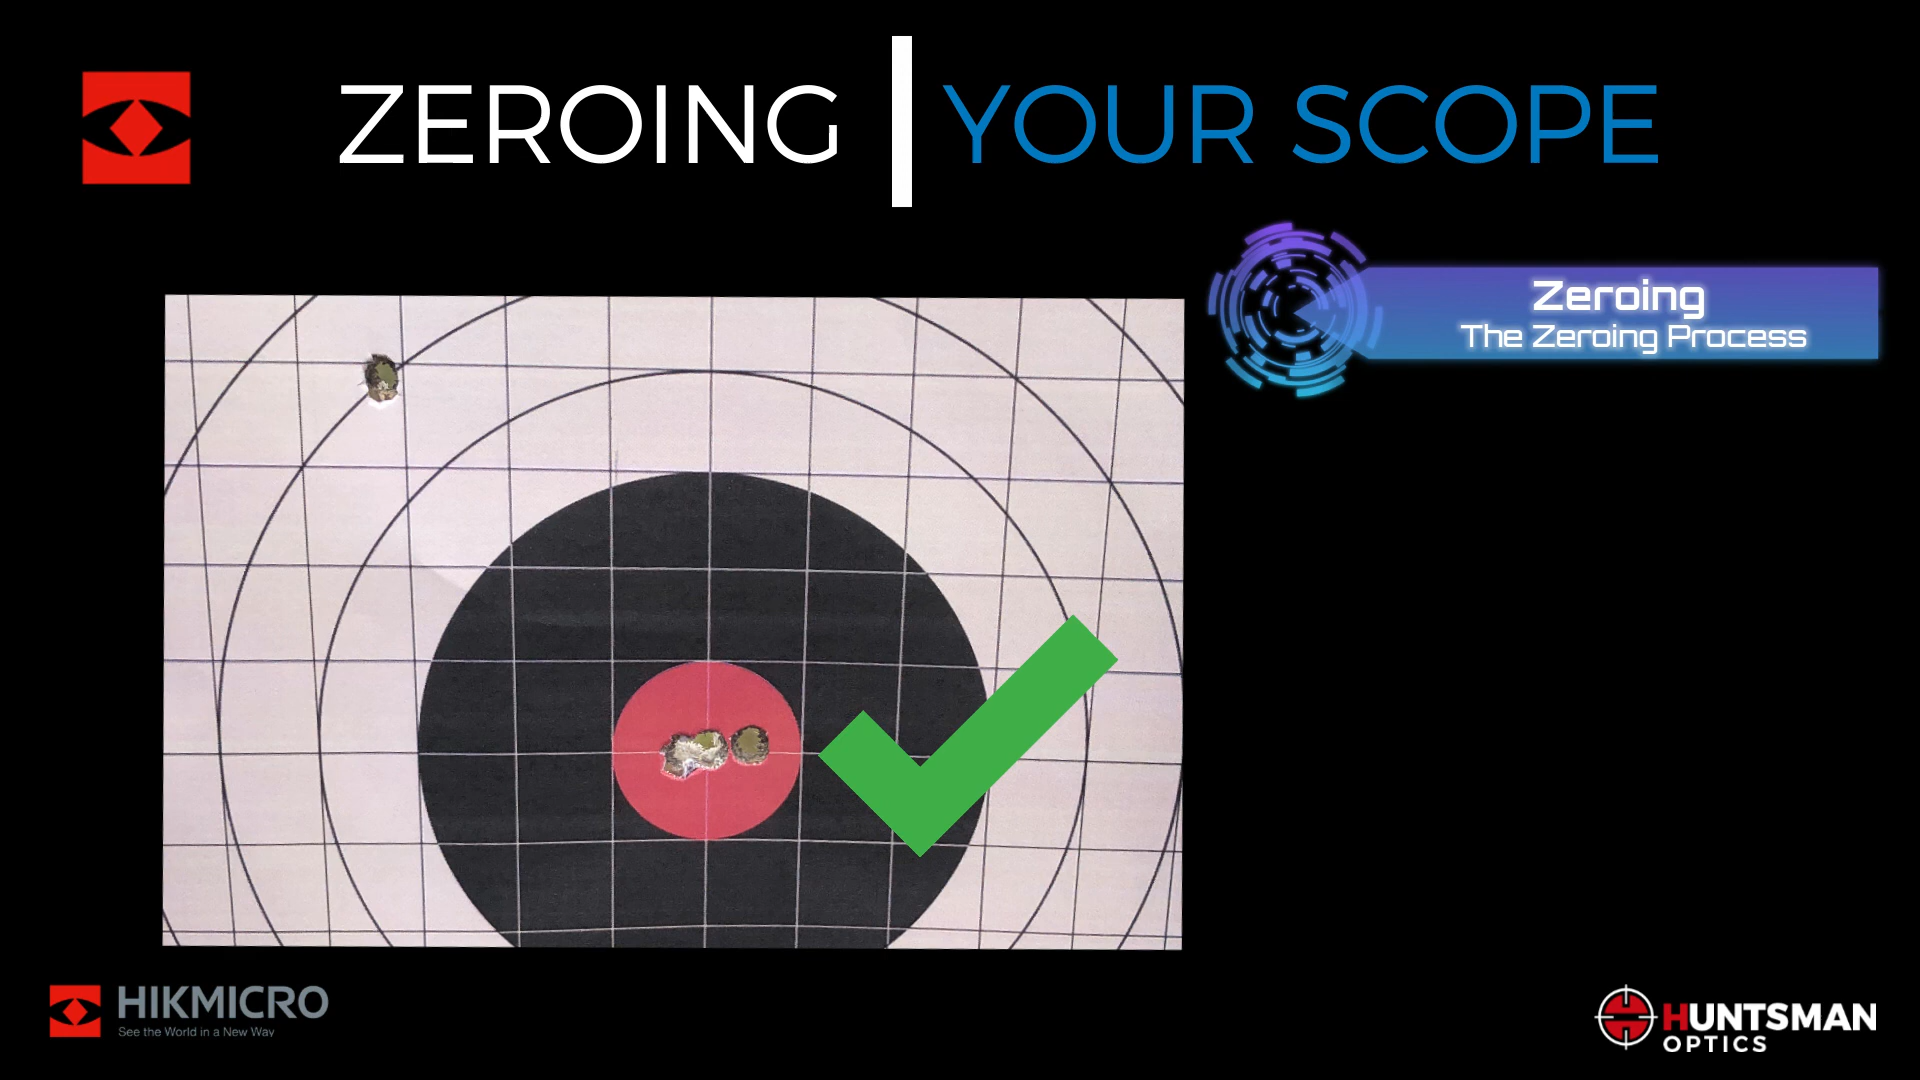 ZEROING YOUR SCOPE
Zeroing
The Zeroing Process
HIKMICRO
See the World in a New Way
HUNTSMAN
OPTICS